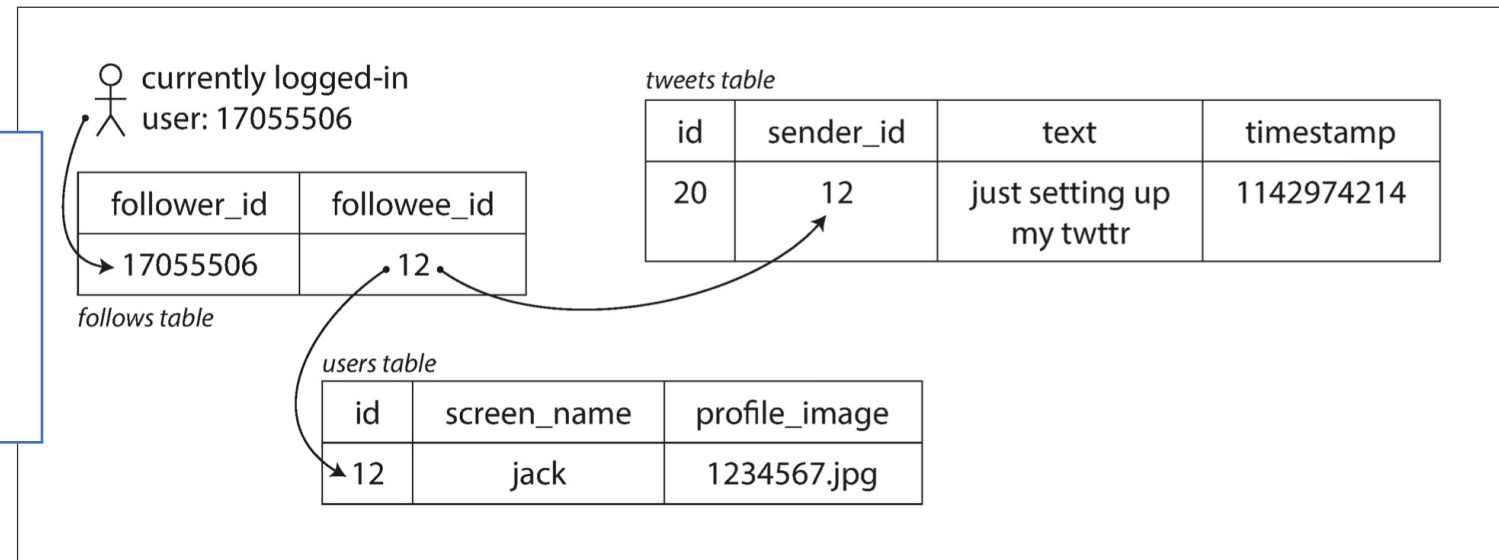 currently logged-in
user: 17055506
follower_id followee_id
17055506 12
follows table
tweets table
id sender_id text timestamp
20 12 just setting up 1142974214
my twttr
users table
id screen_name profile_image
12 jack 1234567.jpg